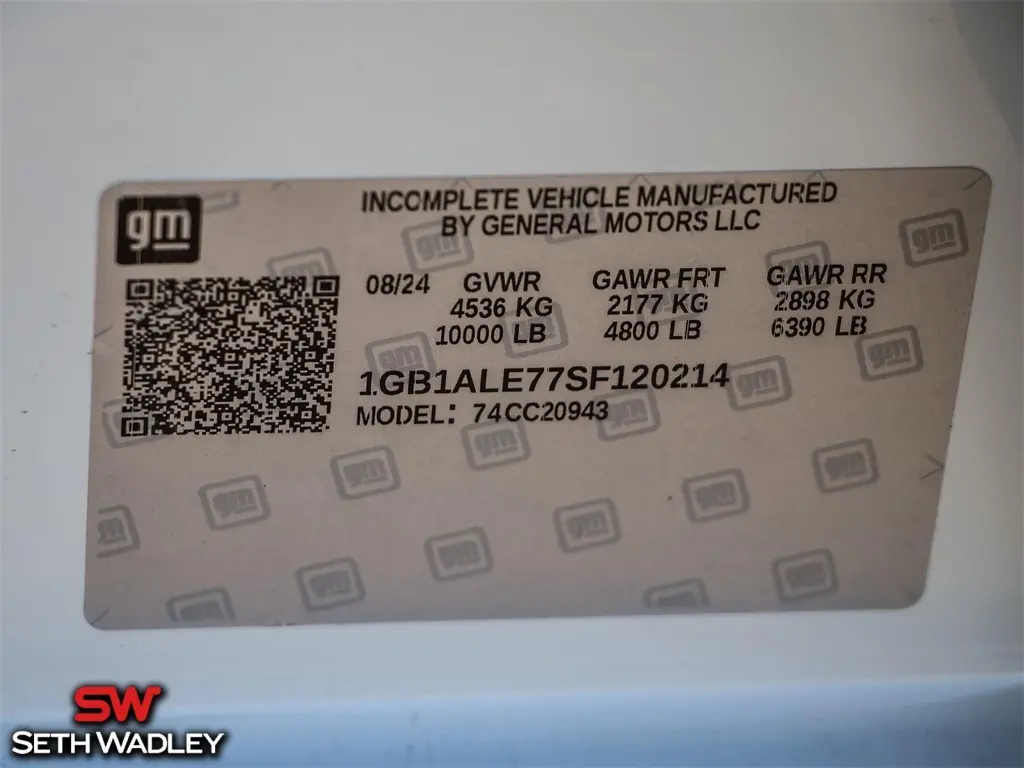 gm
INCOMPLETE VEHICLE MANUFACTURED
BY GENERAL MOTORS LLC
08/24 GVWR GAWR FRT GAWR RR
4536 KG 2177 KG 2898 KG
10000 LB 4800 LB 6390 LB
1GB1ALE77SF120214
MODEL: 74CC20943
SW
SETH WADLEY